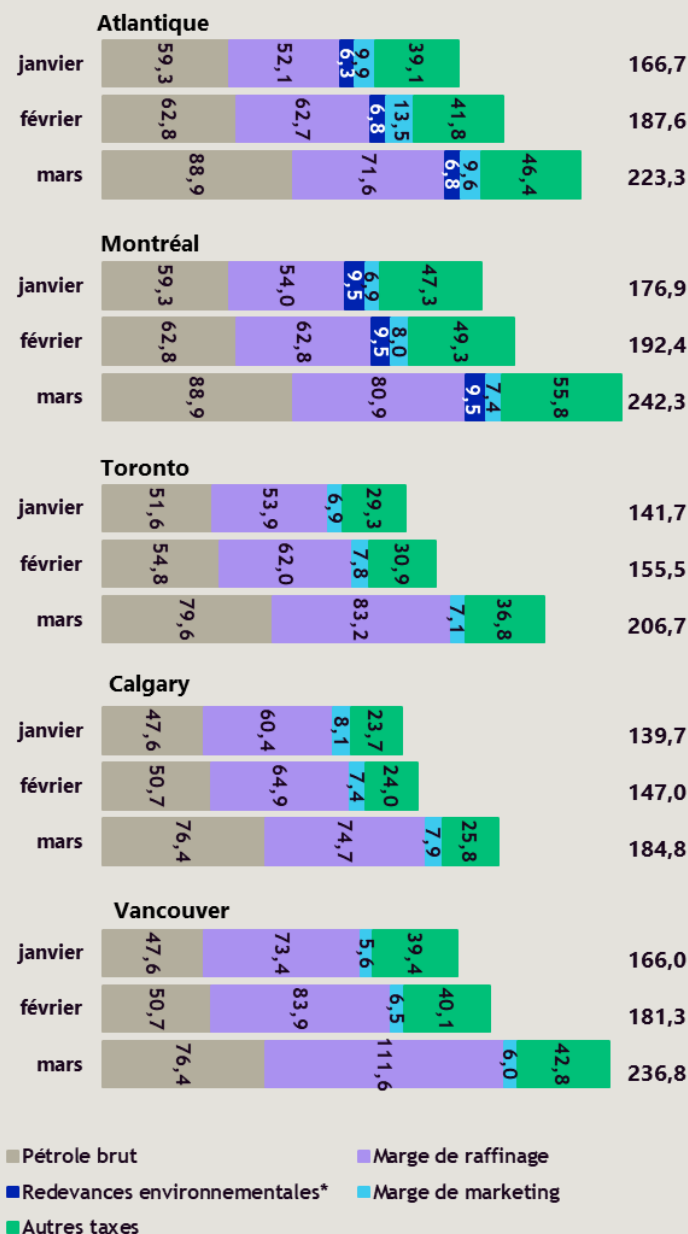 Atlantique
janvier 59,3 52,1 6,3 9,9 39,1 166,7
février 62,8 62,7 6,8 13,5 41,8 187,6
mars 88,9 71,6 6,8 9,6 46,4 223,3
Montréal
janvier 59,3 54,0 9,5 6,9 47,3 176,9
février 62,8 62,8 9,5 8,0 49,3 192,4
mars 88,9 80,9 9,5 7,4 55,8 242,3
Toronto
janvier 51,6 53,9 6,9 29,3 141,7
février 54,8 62,0 7,8 30,9 155,5
mars 79,6 83,2 7,1 36,8 206,7
Calgary
janvier 47,6 60,4 8,1 23,7 139,7
février 50,7 64,9 7,4 24,0 147,0
mars 76,4 74,7 7,9 25,8 184,8
Vancouver
janvier 47,6 73,4 5,6 39,4 166,0
février 50,7 83,9 6,5 40,1 181,3
mars 76,4 111,6 6,0 42,8 236,8
Pétrole brut Marge de raffinage
Redevances environnementales* Marge de marketing
Autres taxes